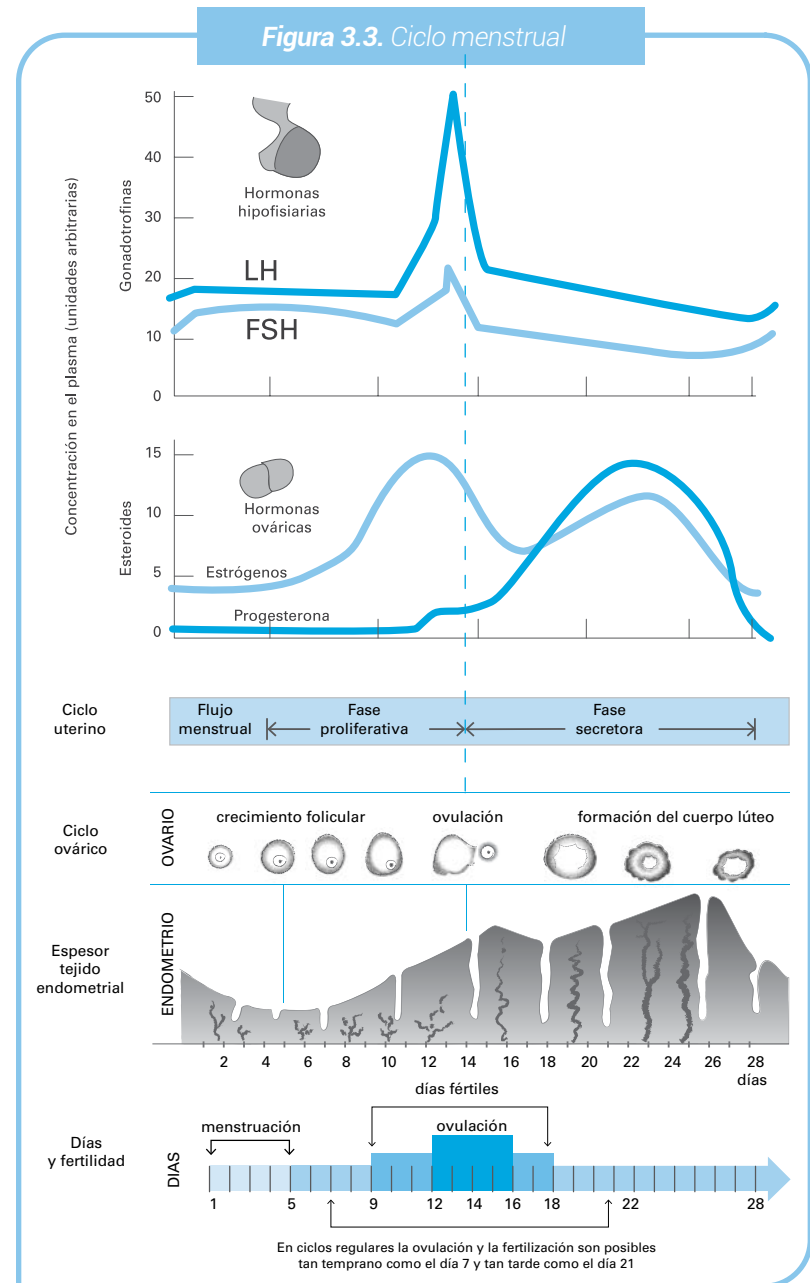 Figura 3.3. Ciclo menstrual
Concentración en el plasma (unidades arbitrarias)
Gonadotrofinas
50
40
30
20
10
0
Hormonas
hipofisiarias
LH
FSH
Esteroides
15
10
5
0
Hormonas
ováricas
Estrógenos
Progesterona
Ciclo
uterino
Flujo
menstrual
Fase
proliferativa
Fase
secretora
Ciclo
ovárico
OVARIO
crecimiento folicular
ovulación
formación del cuerpo lúteo
Espesor
tejido
endometrial
ENDOMETRIO
2 4 6 8 10 12 14 16 18 20 22 24 26 28
días
días fértiles
Días
y fertilidad
DIAS
menstruación
ovulación
1 5 9 12 14 16 18 22 28
En ciclos regulares la ovulación y la fertilización son posibles
tan temprano como el día 7 y tan tarde como el día 21